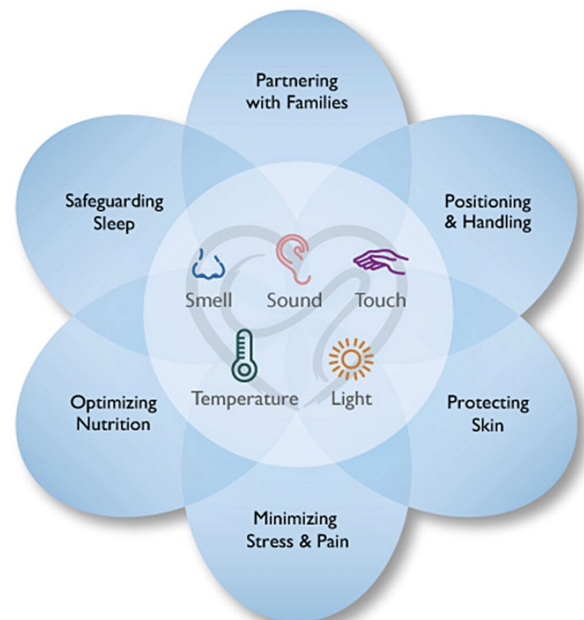 Partnering
with Families
Safeguarding
Sleep
Positioning
& Handling
Smell
Sound
Touch
Temperature
Light
Optimizing
Nutrition
Protecting
Skin
Minimizing
Stress & Pain